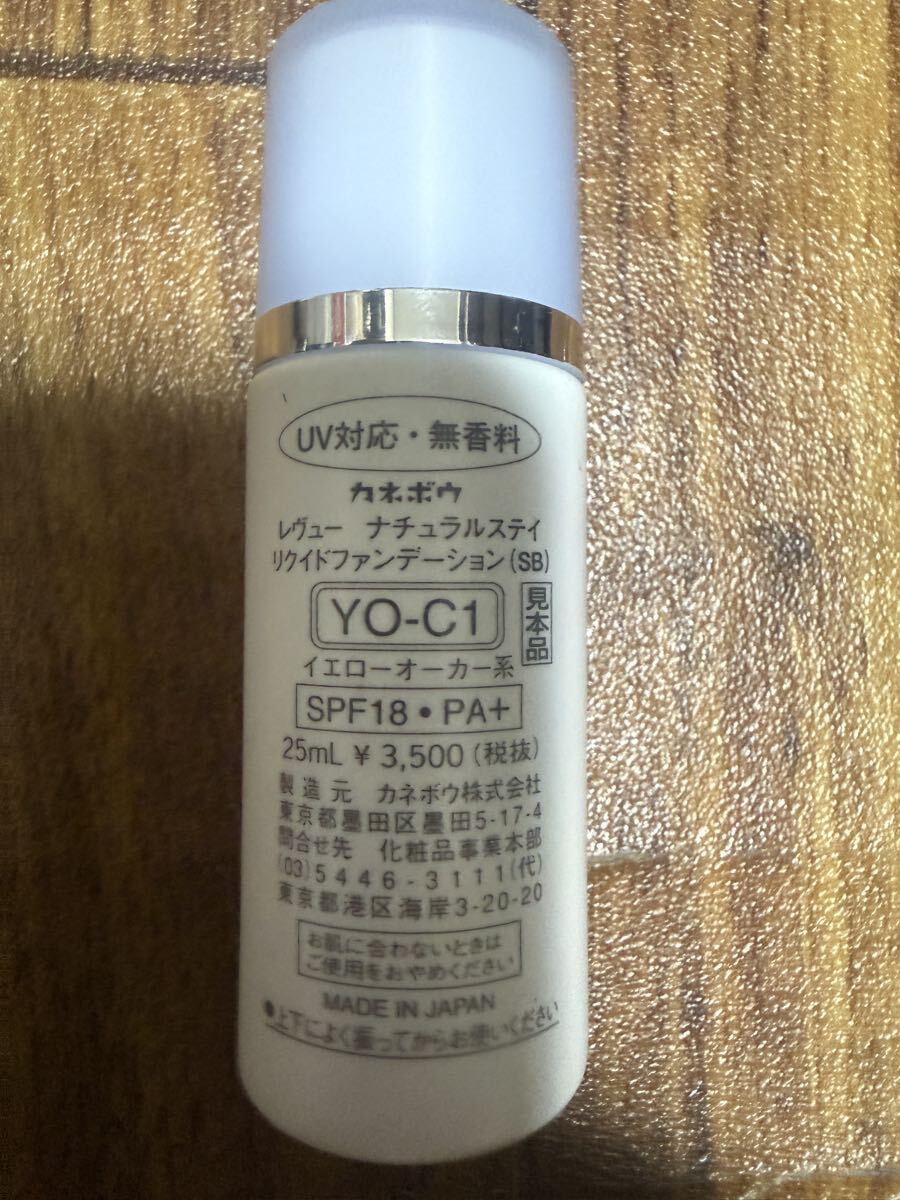 UV対応・無香料
カネボウ
レヴュー ナチュラルステイ
リクイドファンデーション(SB)
YO-C1
見本品
イエローオーカー系
SPF18・PA+
25mL ¥ 3,500(税抜)
製造元 カネボウ株式会社
東京都墨田区墨田5-17-4
問合せ先 化粧品事業本部
(03)5446-3111(代)
東京都港区海岸3-20-20
お肌に合わないときは
ご使用をおやめください
MADE IN JAPAN
●上下によく振ってからお使いください